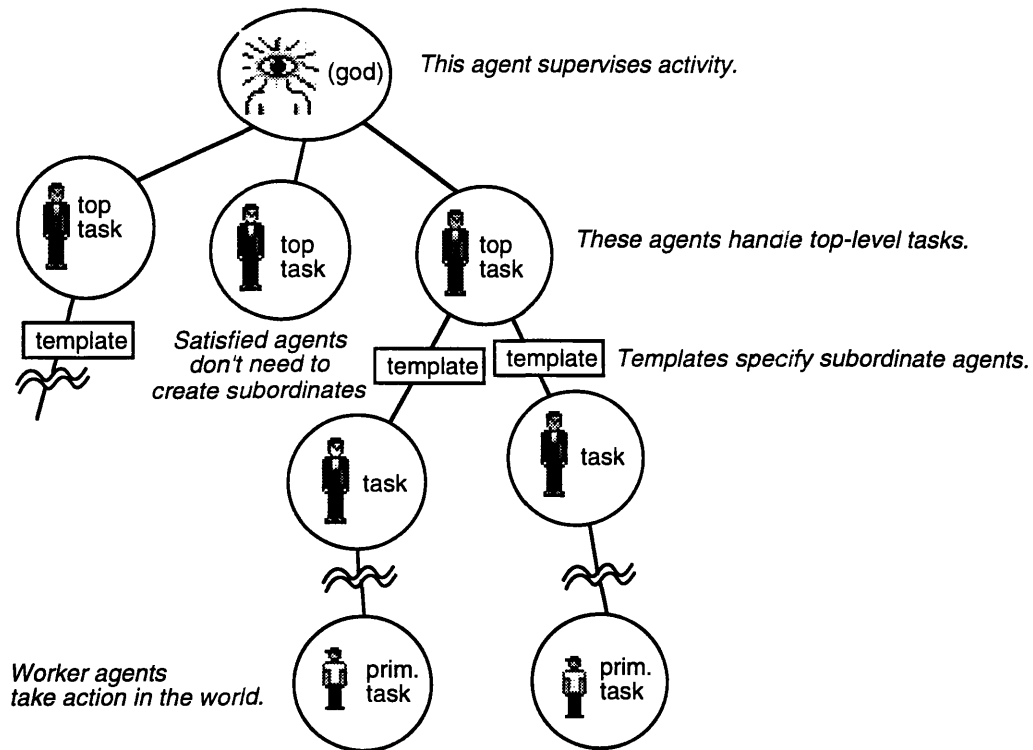 (god)
This agent supervises activity.
top
task
top
task
top
task
These agents handle top-level tasks.
template
Satisfied agents
don't need to
create subordinates
template
template
Templates specify subordinate agents.
task
task
Worker agents
take action in the world.
prim.
task
prim.
task